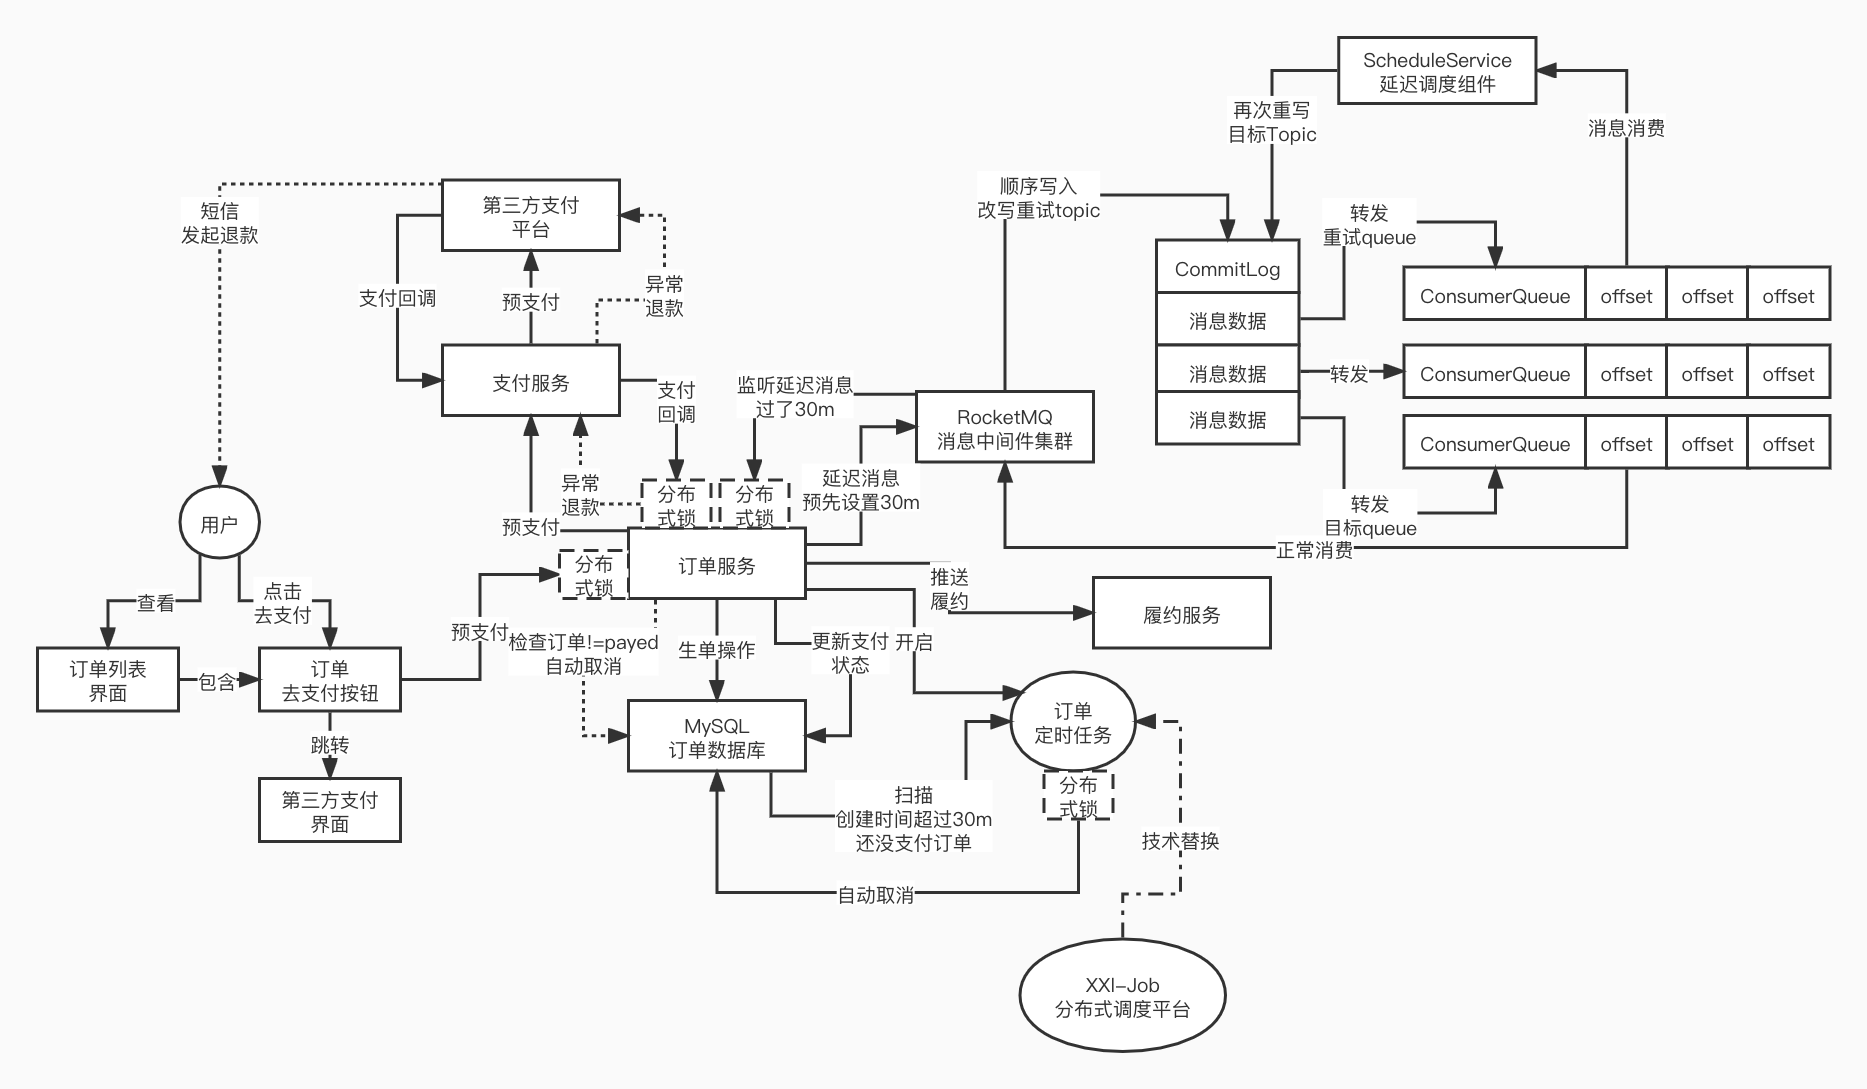 ScheduleService
延迟调度组件
再次重写
目标Topic
消息消费
顺序写入
改写重试topic
转发
重试queue
短信
发起退款
第三方支付
平台
CommitLog
消息数据
消息数据
消息数据
ConsumerQueue
offset
offset
offset
支付回调
预支付
异常
退款
转发
ConsumerQueue
offset
offset
offset
支付服务
支付
回调
监听延迟消息
过了30m
RocketMQ
消息中间件集群
ConsumerQueue
offset
offset
offset
异常
退款
分布
式锁
分布
式锁
延迟消息
预先设置30m
转发
目标queue
正常消费
用户
预支付
分布
式锁
订单服务
推送
履约
履约服务
查看
点击
去支付
预支付
检查订单!=payed
自动取消
生单操作
更新支付
状态
开启
订单列表
界面
包含
订单
去支付按钮
MySQL
订单数据库
订单
定时任务
跳转
分布
式锁
第三方支付
界面
扫描
创建时间超过30m
还没支付订单
技术替换
自动取消
XXl-Job
分布式调度平台